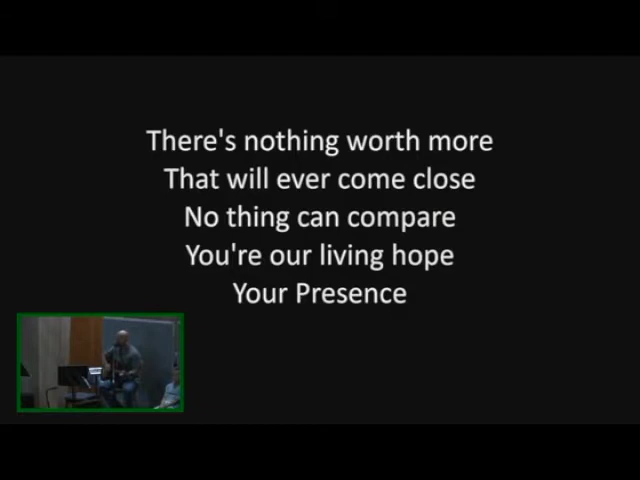 There's nothing worth more
That will ever come close
No thing can compare
You're our living hope
Your Presence